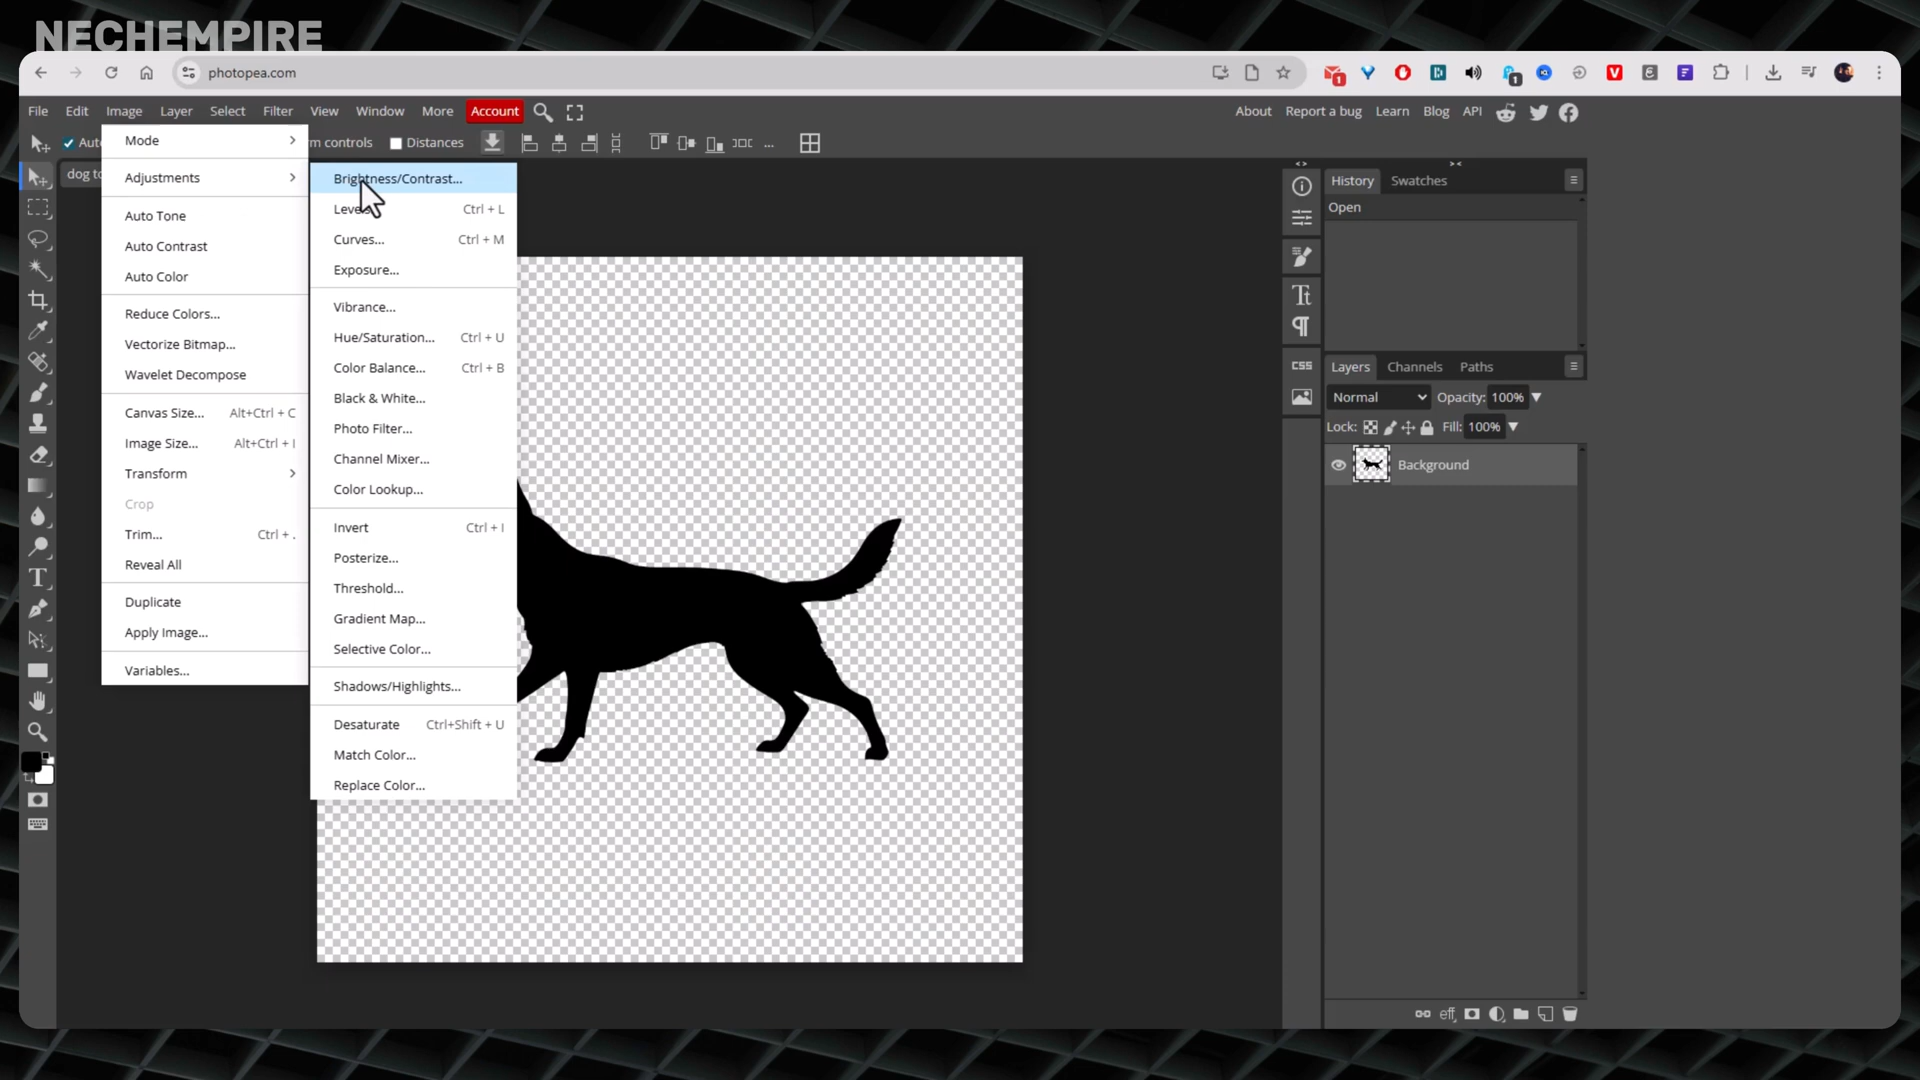 NECHEMPIRE
photopea.com
File Edit Image Layer Select Filter View Window More Account
About Report a bug Learn Blog API
Aut
m controls
Distances
dog to
Mode
Adjustments
Auto Tone
Auto Contrast
Auto Color
Reduce Colors...
Vectorize Bitmap...
Wavelet Decompose
Canvas Size... Alt+Ctrl + C
Image Size... Alt+Ctrl + I
Transform
Crop
Trim... Ctrl + .
Reveal All
Duplicate
Apply Image...
Variables...
Brightness/Contrast...
Ctrl + L
Curves... Ctrl + M
Exposure...
Vibrance...
Hue/Saturation... Ctrl + U
Color Balance... Ctrl + B
Black & White...
Photo Filter...
Channel Mixer...
Color Lookup...
Invert Ctrl + I
Posterize...
Threshold...
Gradient Map...
Selective Color...
Shadows/Highlights...
Desaturate Ctrl+Shift + U
Match Color...
Replace Color...
History Swatches
Open
CSS
Layers Channels Paths
Normal Opacity: 100%
Lock: Fill: 100%
Background
eff